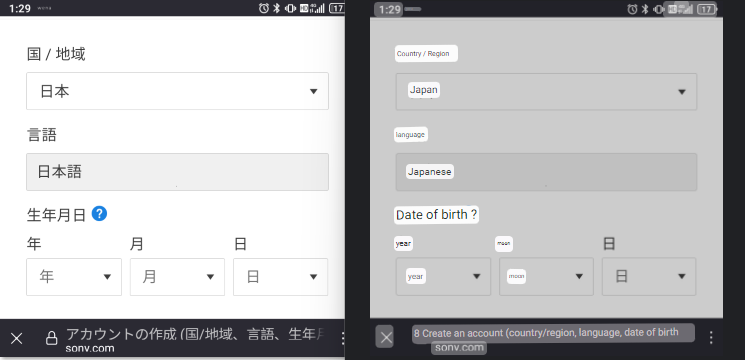 1:29
17
国 / 地域
日本
言語
日本語
生年月日 ?
年 月 日
年 月 日
アカウントの作成 (国/地域、言語、生年月
sony.com
1:29
17
Country / Region
Japan
language
Japanese
Date of birth ?
year moon 日
year moon 日
8 Create an account (country/region, language, date of birth
sony.com